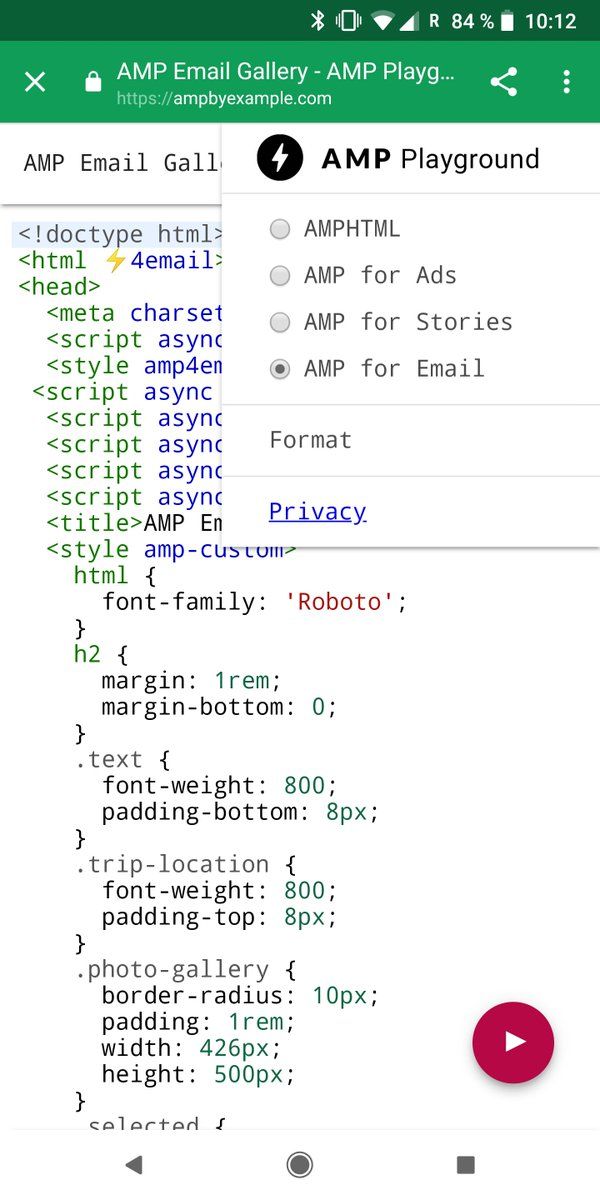 R 84 % 10:12
AMP Email Gallery - AMP Playg...
https://ampbyexample.com
AMP Email Gall
AMP Playground
AMPHTML
AMP for Ads
AMP for Stories
AMP for Email
Format
Privacy
<!doctype html>
<html ⚡4email>
<head>
<meta charset
<script async
<style amp4em
<script async
<script async
<script async
<script async
<script async
<title>AMP Em
<style amp-custom>
html {
font-family: 'Roboto';
}
h2 {
margin: 1rem;
margin-bottom: 0;
}
.text {
font-weight: 800;
padding-bottom: 8px;
}
.trip-location {
font-weight: 800;
padding-top: 8px;
}
.photo-gallery {
border-radius: 10px;
padding: 1rem;
width: 426px;
height: 500px;
}
.selected {